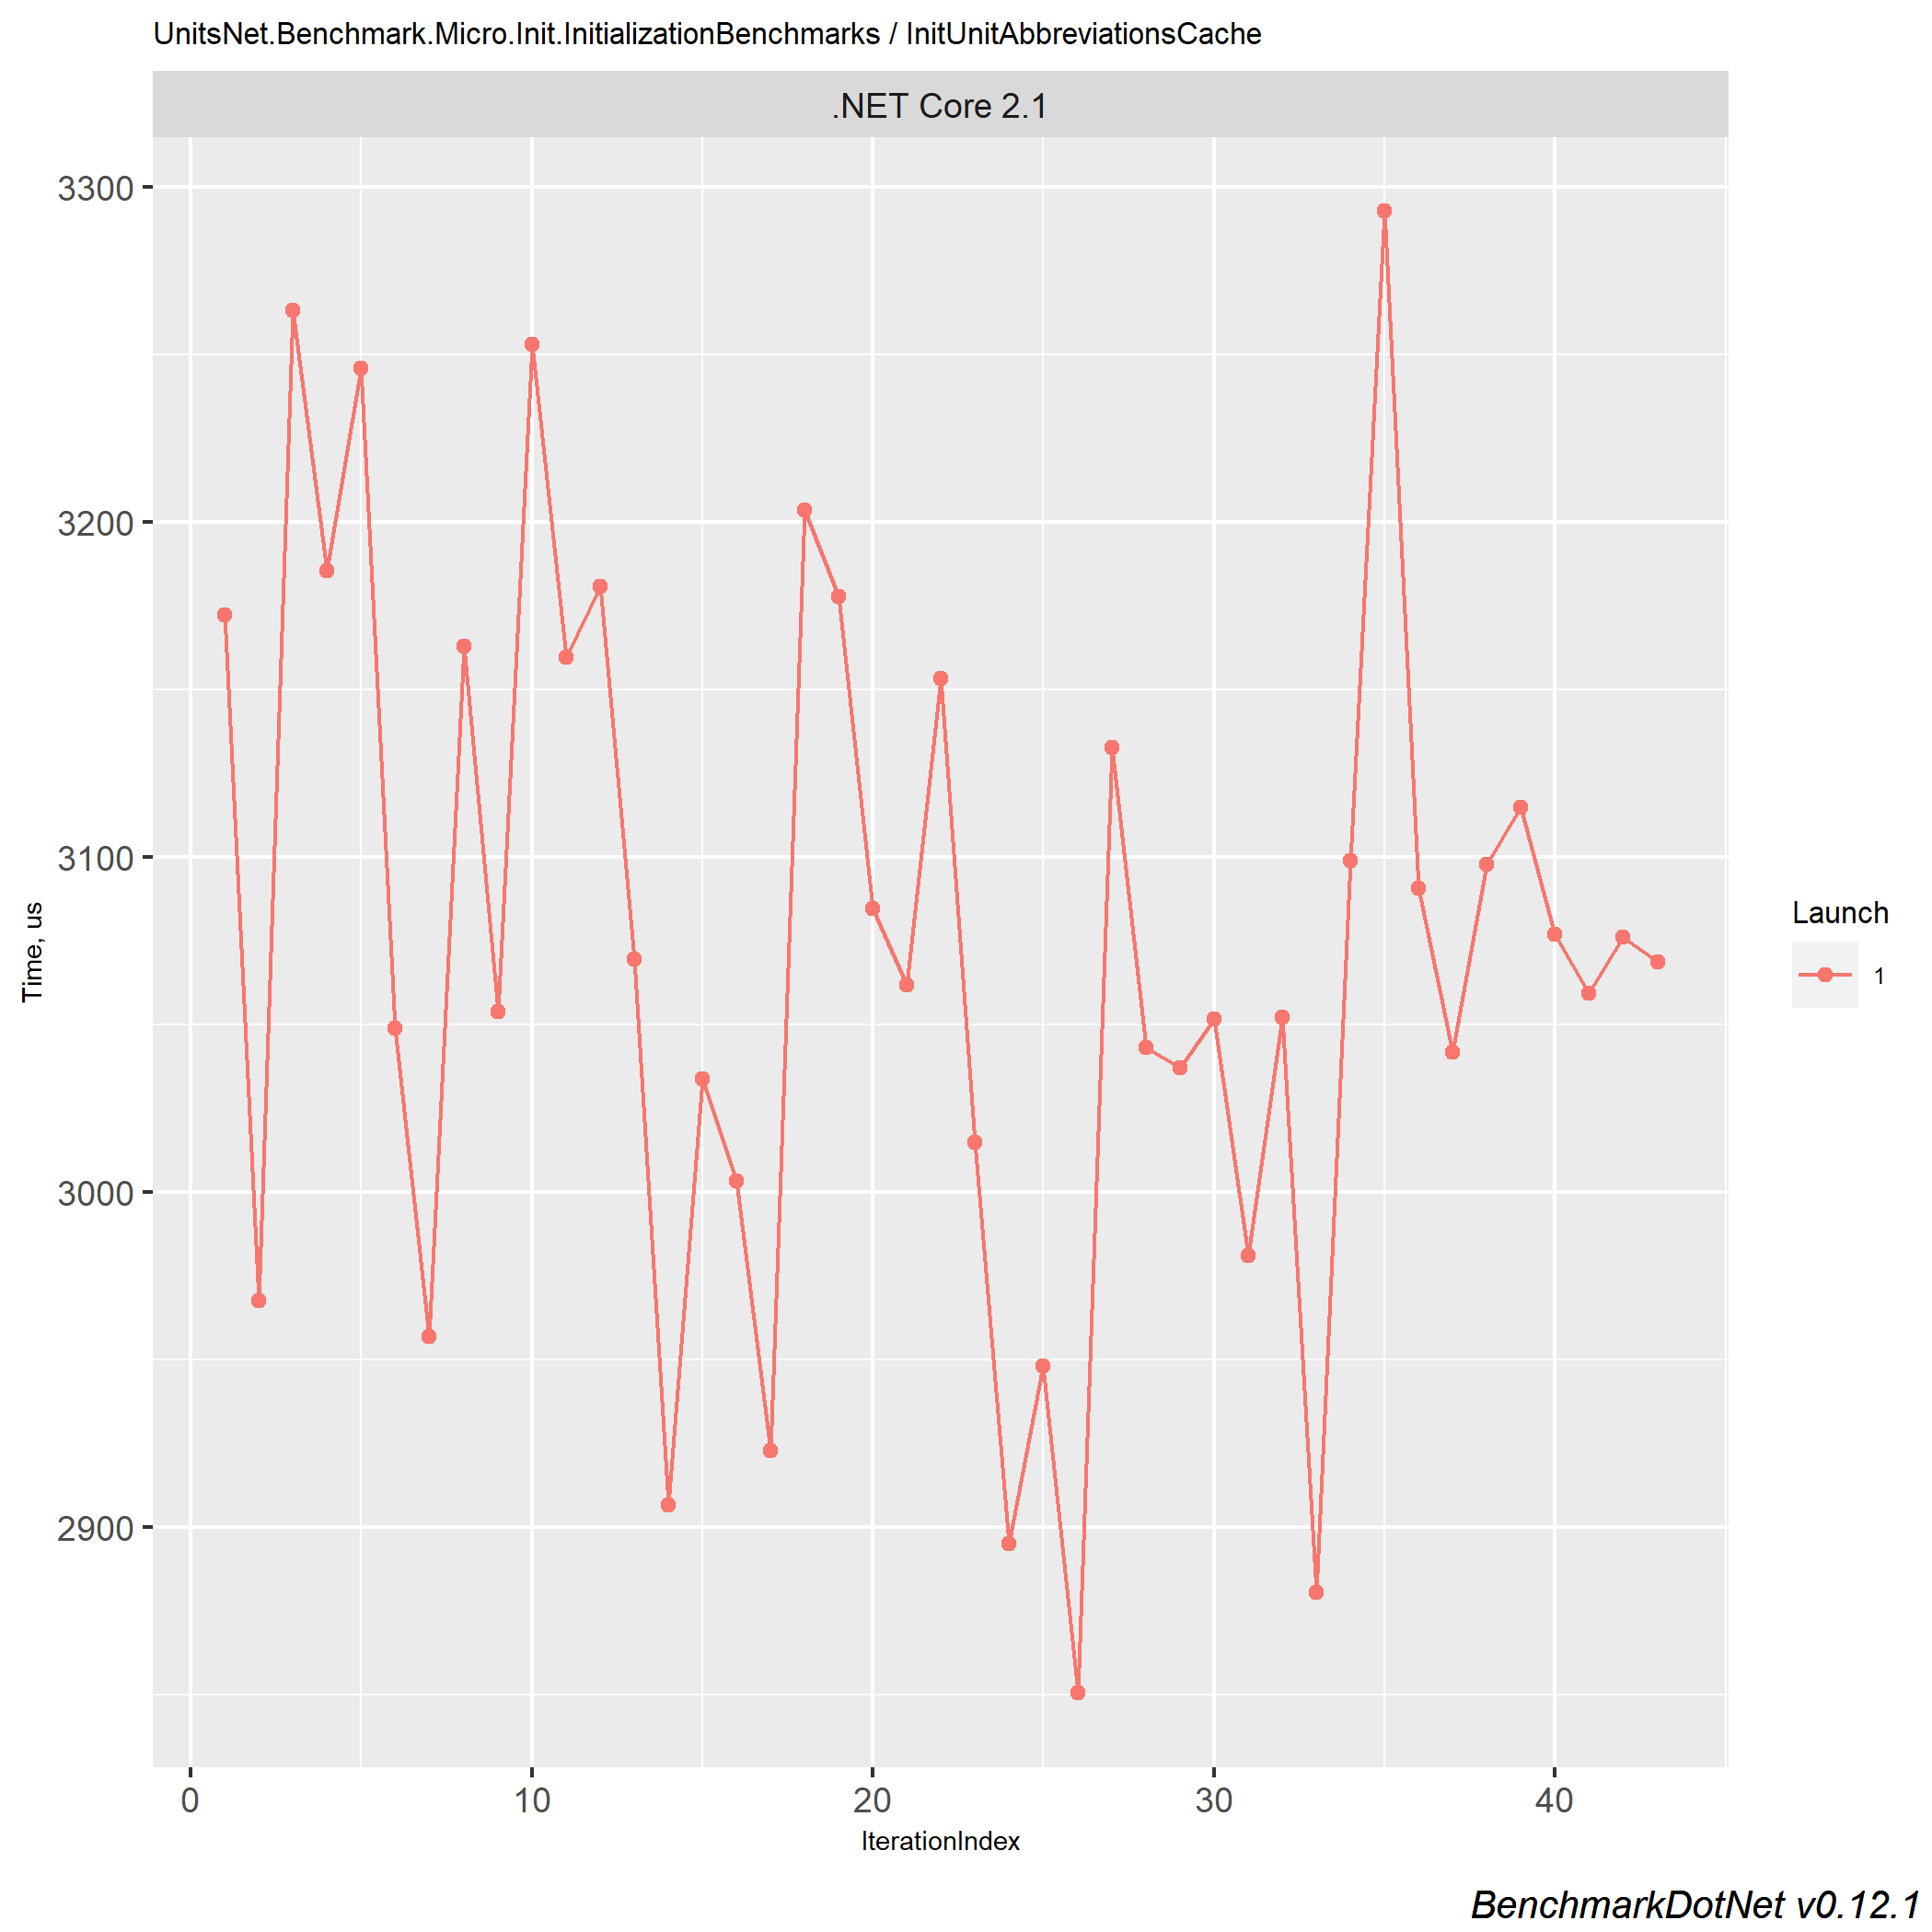 UnitsNet.Benchmark.Micro.Init.InitializationBenchmarks / InitUnitAbbreviationsCache
.NET Core 2.1
3300
3200
3100
3000
2900
Time, us
0 10 20 30 40
IterationIndex
Launch
1
BenchmarkDotNet v0.12.1